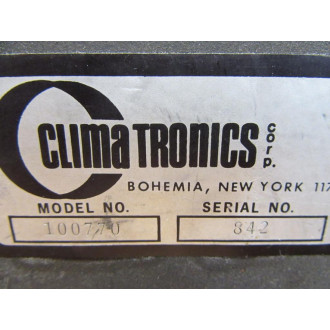 CLIMATRONICS corp.
BOHEMIA, NEW YORK 117
MODEL NO. SERIAL NO.
100770 842